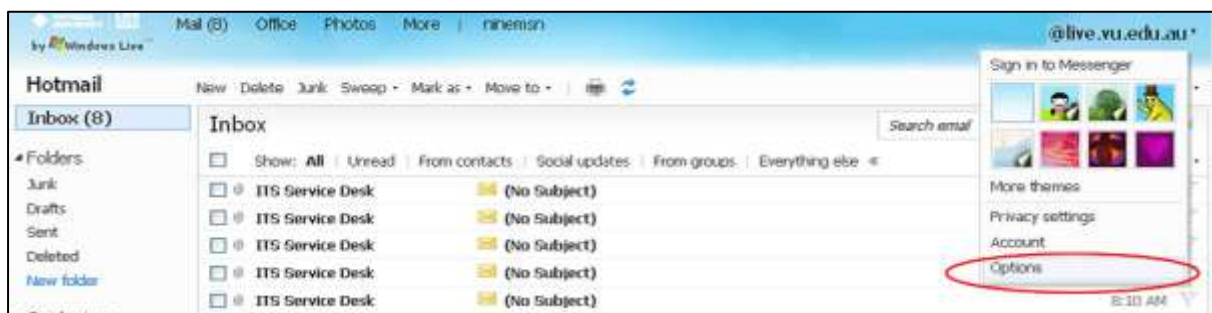 by Windows Live™
Mail (8) Office Photos More | ninemsn
@live.vu.edu.au
Hotmail
New Delete Junk Sweep Mark as Move to
Sign in to Messenger
Inbox (8)
Inbox
Search email
Folders
Show: All Unread From contacts Social updates From groups Everything else
Junk
ITS Service Desk (No Subject)
More themes
Drafts
ITS Service Desk (No Subject)
Privacy settings
Sent
ITS Service Desk (No Subject)
Account
Deleted
ITS Service Desk (No Subject)
Options
New folder
ITS Service Desk (No Subject)
8:10 AM